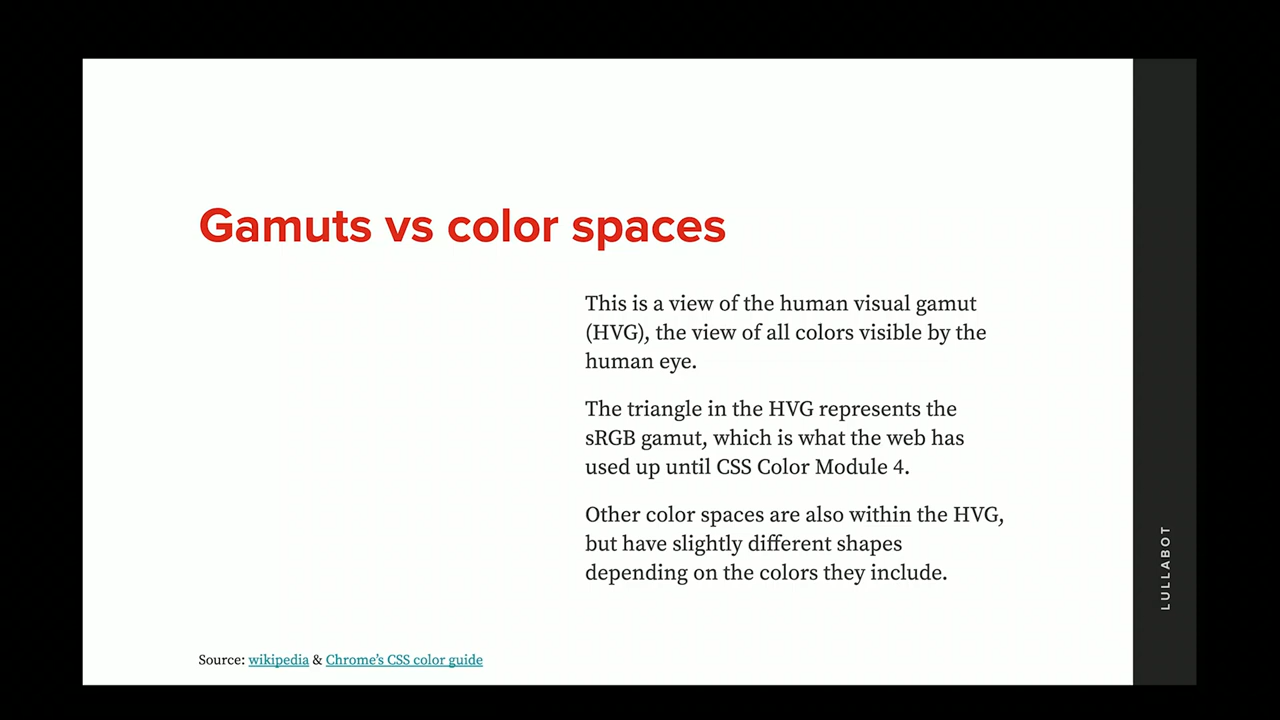 Gamuts vs color spaces
This is a view of the human visual gamut
(HVG), the view of all colors visible by the
human eye.
The triangle in the HVG represents the
sRGB gamut, which is what the web has
used up until CSS Color Module 4.
Other color spaces are also within the HVG,
but have slightly different shapes
depending on the colors they include.
Source: wikipedia & Chrome’s CSS color guide
LULLABOT